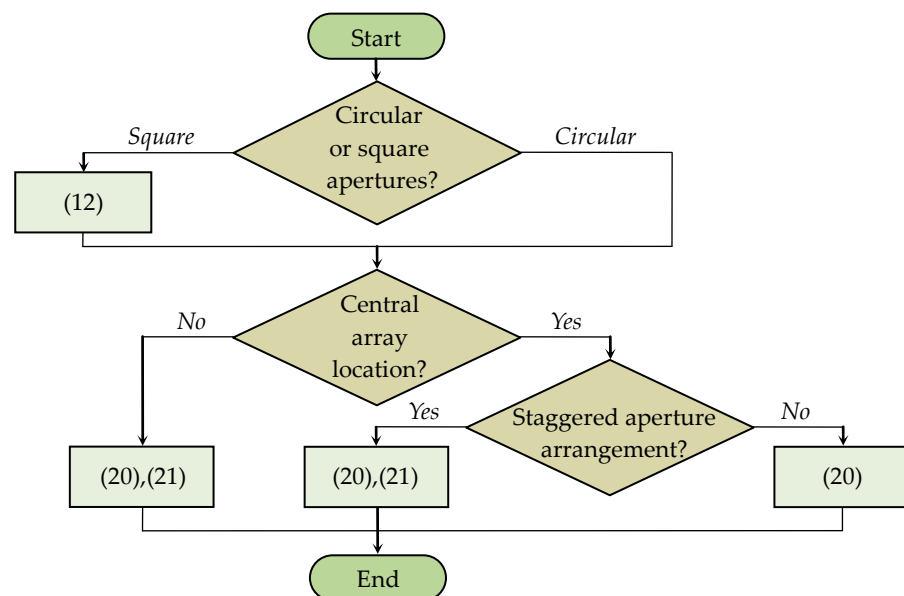 Start
Circular
or square
apertures?
Square
Circular
(12)
Central
array
location?
No
Yes
Staggered aperture
arrangement?
Yes
No
(20),(21)
(20),(21)
(20)
End